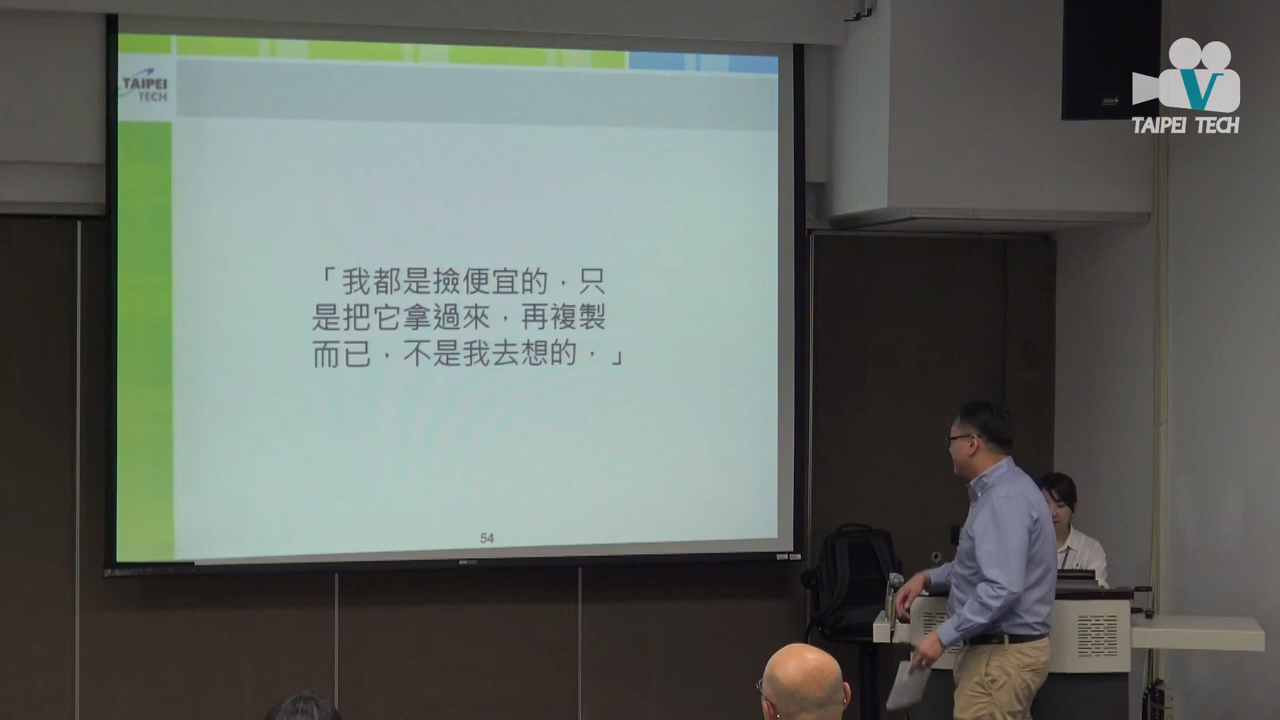 TAIPEI
TECH
「我都是撿便宜的，只
是把它拿過來，再複製
而已，不是我去想的，」
54
V
TAIPEI TECH